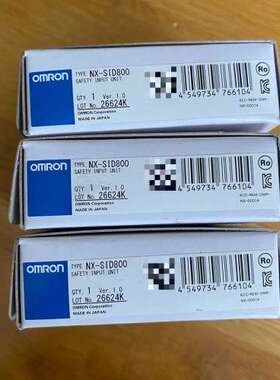 OMRON
TYPE NX-SID800
SAFETY INPUT UNIT
QTY. 1 Ver. 1.0
LOT No. 26624K
OMRON Corporation
MADE IN JAPAN
4 549734 766104
Ro
OMRON
TYPE NX-SID800
SAFETY INPUT UNIT
QTY. 1 Ver. 1.0
LOT No. 26624K
OMRON Corporation
MADE IN JAPAN
4 549734 766104
Ro
OMRON
TYPE NX-SID800
SAFETY INPUT UNIT
QTY. 1 Ver. 1.0
LOT No. 26624K
OMRON Corporation
MADE IN JAPAN
4 549734 766104
Ro